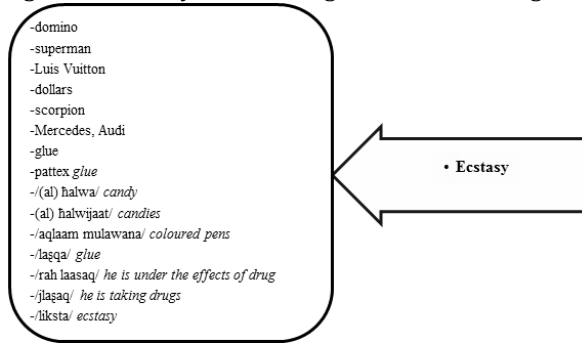 -domino
-superman
-Luis Vuitton
-dollars
-scorpion
-Mercedes, Audi
-glue
-pattex glue
-/(al) ħalwa/ candy
-(al) ħalwijaat/ candies
-/aqlaam mulawana/ coloured pens
-/laşqa/ glue
-/rah laasaq/ he is under the effects of drug
-/jlaşaq/ he is taking drugs
-/liksta/ ecstasy
• Ecstasy